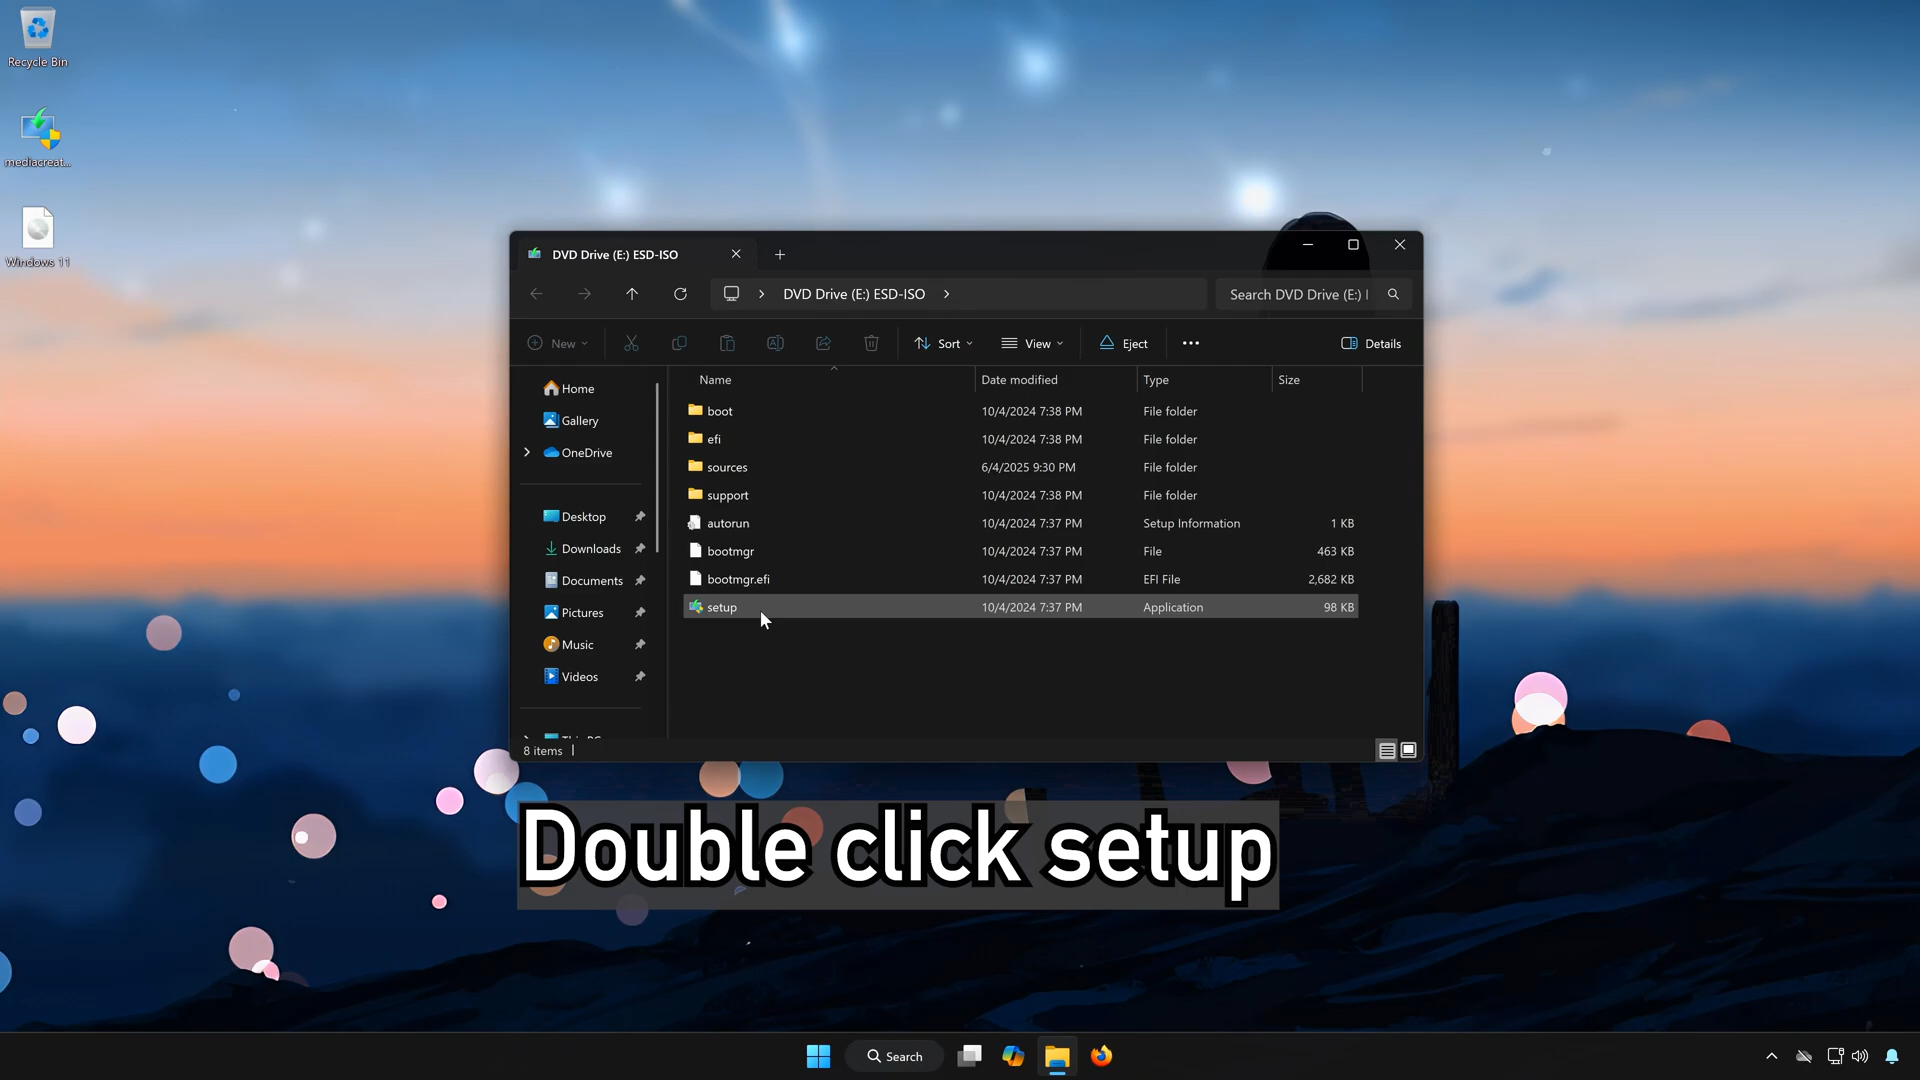 Recycle Bin
mediacreat...
Windows 11
DVD Drive (E:) ESD-ISO
DVD Drive (E:) ESD-ISO
Search DVD Drive (E:)
New
Sort
View
Eject
Details
Home
Gallery
OneDrive
Desktop
Downloads
Documents
Pictures
Music
Videos
Name Date modified Type Size
boot 10/4/2024 7:38 PM File folder
efi 10/4/2024 7:38 PM File folder
sources 6/4/2025 9:30 PM File folder
support 10/4/2024 7:38 PM File folder
autorun 10/4/2024 7:37 PM Setup Information 1 KB
bootmgr 10/4/2024 7:37 PM File 463 KB
bootmgr.efi 10/4/2024 7:37 PM EFI File 2,682 KB
setup 10/4/2024 7:37 PM Application 98 KB
8 items
Double click setup
Search